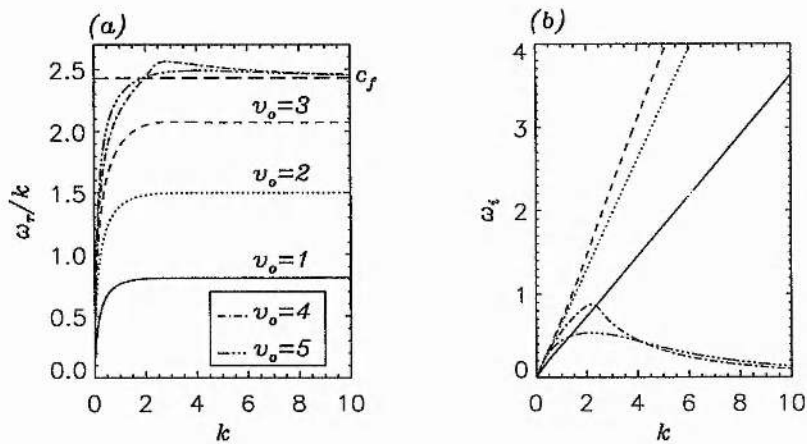 (a)
2.5
2.0
1.5
1.0
0.5
0.0
ω_r/k
c_f
v_o=3
v_o=2
v_o=1
v_o=4
v_o=5
0 2 4 6 8 10
k
(b)
4
3
2
1
0
ω_i
0 2 4 6 8 10
k